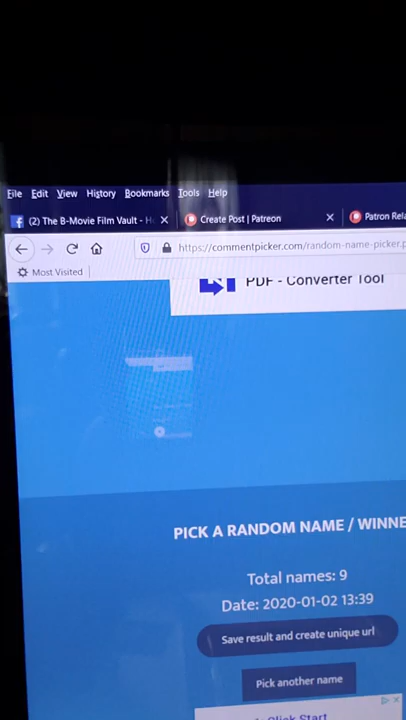 File Edit View History Bookmarks Tools Help
(2) The B-Movie Film Vault - H
Create Post | Patreon
Patron Rela
https://commentpicker.com/random-name-picker.p
Most Visited
PDF - Converter Tool
PICK A RANDOM NAME / WINNE
Total names: 9
Date: 2020-01-02 13:39
Save result and create unique url
Pick another name
Click Start